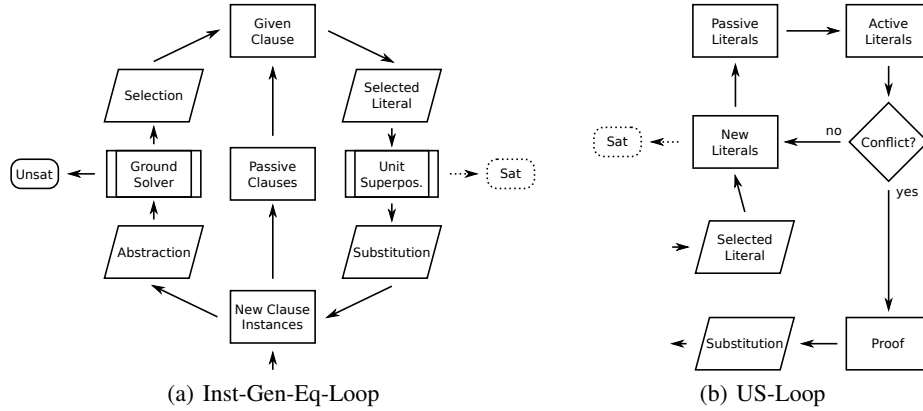 Given
Clause
Selection
Selected
Literal
Unsat
Ground
Solver
Passive
Clauses
Unit
Superpos.
Sat
Abstraction
Substitution
New Clause
Instances
(a) Inst-Gen-Eq-Loop
Passive
Literals
Active
Literals
Sat
New
Literals
no
Conflict?
yes
Selected
Literal
Substitution
Proof
(b) US-Loop